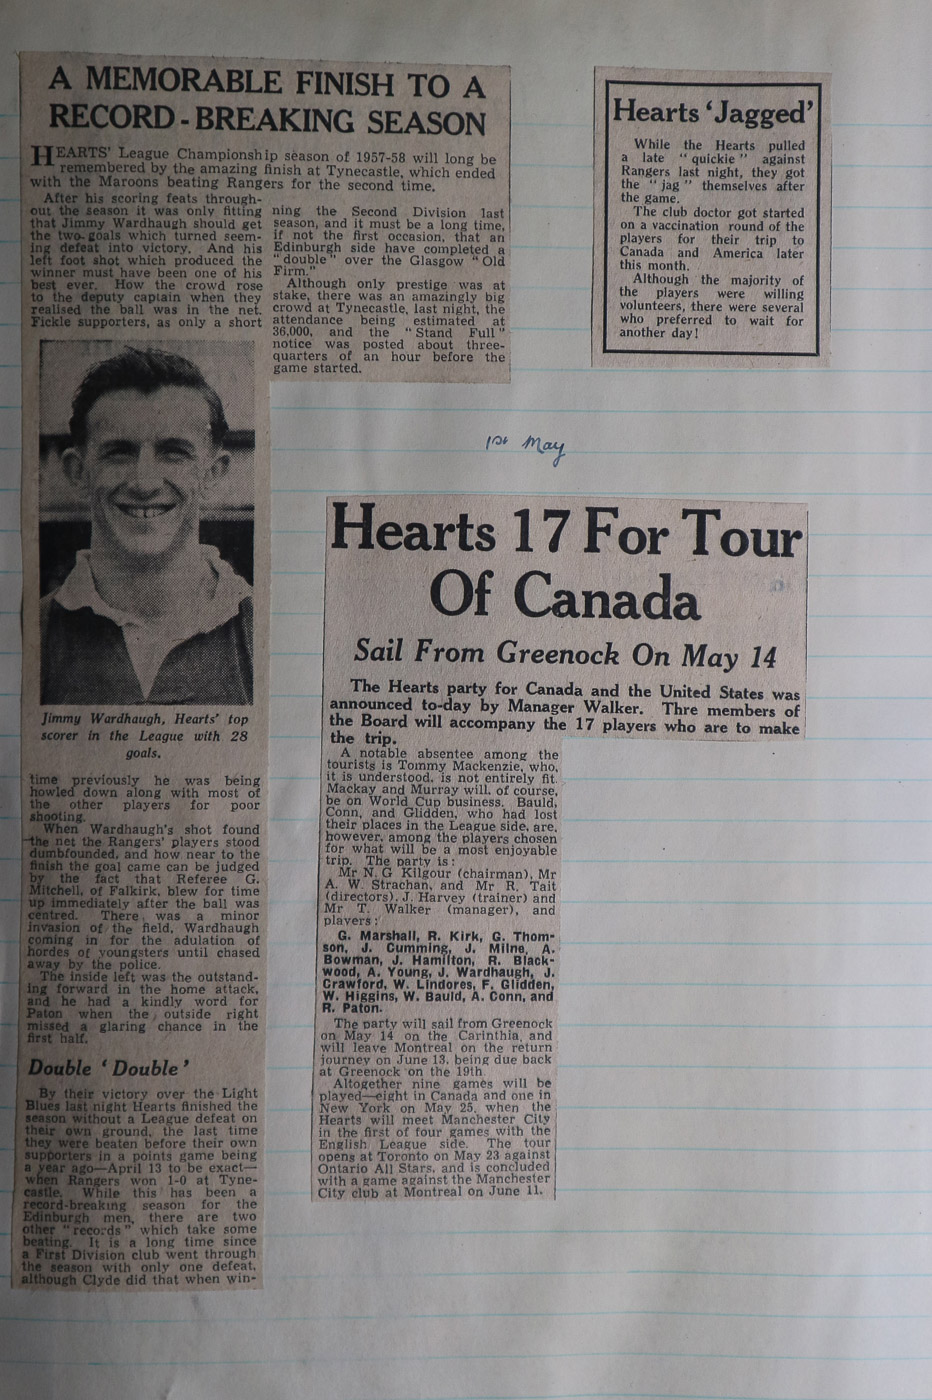 A MEMORABLE FINISH TO A
RECORD-BREAKING SEASON
HEARTS' League Championship season of 1957-58 will long be
remembered by the amazing finish at Tynecastle, which ended
with the Maroons beating Rangers for the second time.
After his scoring feats through-
out the season it was only fitting
that Jimmy Wardhaugh should get
the two goals which turned seem-
ing defeat into victory. And his
left foot shot which produced the
winner must have been one of his
best ever. How the crowd rose
to the deputy captain when they
realised the ball was in the net.
Fickle supporters, as only a short
Jimmy Wardhaugh, Hearts' top
scorer in the League with 28
goals.
time previously he was being
howled down along with most of
the other players for poor
shooting.
When Wardhaugh's shot found
the net the Rangers' players stood
dumbfounded, and how near to the
finish the goal came can be judged
by the fact that Referee G.
Mitchell, of Falkirk, blew for time
up immediately after the ball was
centred. There was a minor
invasion of the field, Wardhaugh
coming in for the adulation of
hordes of youngsters until chased
away by the police.
The inside left was the outstand-
ing forward in the home attack,
and he had a kindly word for
Paton when the outside right
missed a glaring chance in the
first half.
Double 'Double'
By their victory over the Light
Blues last night Hearts finished the
season without a League defeat on
their own ground, the last time
they were beaten before their own
supporters in a points game being
a year ago—April 13 to be exact—
when Rangers won 1-0 at Tyne-
castle. While this has been a
record-breaking season for the
Edinburgh men, there are two
other "records" which take some
beating. It is a long time since
a First Division club went through
the season with only one defeat,
although Clyde did that when win-
ning the Second Division last
season, and it must be a long time,
if not the first occasion, that an
Edinburgh side have completed a
"double" over the Glasgow "Old
Firm."
Although only prestige was at
stake, there was an amazingly big
crowd at Tynecastle, last night, the
attendance being estimated at
36,000, and the "Stand Full"
notice was posted about three-
quarters of an hour before the
game started.
Hearts 'Jagged'
While the Hearts pulled
a late "quickie" against
Rangers last night, they got
the "jag" themselves after
the game.
The club doctor got started
on a vaccination round of the
players for their trip to
Canada and America later
this month.
Although the majority of
the players were willing
volunteers, there were several
who preferred to wait for
another day!
1st May
Hearts 17 For Tour
Of Canada
Sail From Greenock On May 14
The Hearts party for Canada and the United States was
announced to-day by Manager Walker. Thre members of
the Board will accompany the 17 players who are to make
the trip.
A notable absentee among the
tourists is Tommy Mackenzie, who,
it is understood, is not entirely fit.
Mackay and Murray will, of course,
be on World Cup business. Bauld,
Conn, and Glidden, who had lost
their places in the League side, are,
however, among the players chosen
for what will be a most enjoyable
trip. The party is:
Mr N. G Kilgour (chairman), Mr
A. W. Strachan, and Mr R. Tait
(directors), J. Harvey (trainer) and
Mr T. Walker (manager), and
players:
G. Marshall, R. Kirk, G. Thom-
son, J. Cumming, J. Milne, A.
Bowman, J. Hamilton, R. Black-
wood, A. Young, J. Wardhaugh, J.
Crawford, W. Lindores, F. Glidden,
W. Higgins, W. Bauld, A. Conn, and
R. Paton.
The party will sail from Greenock
on May 14 on the Carinthia, and
will leave Montreal on the return
journey on June 13, being due back
at Greenock on the 19th.
Altogether nine games will be
played—eight in Canada and one in
New York on May 25, when the
Hearts will meet Manchester City
in the first of four games with the
English League side. The tour
opens at Toronto on May 23 against
Ontario All Stars, and is concluded
with a game against the Manchester
City club at Montreal on June 11.